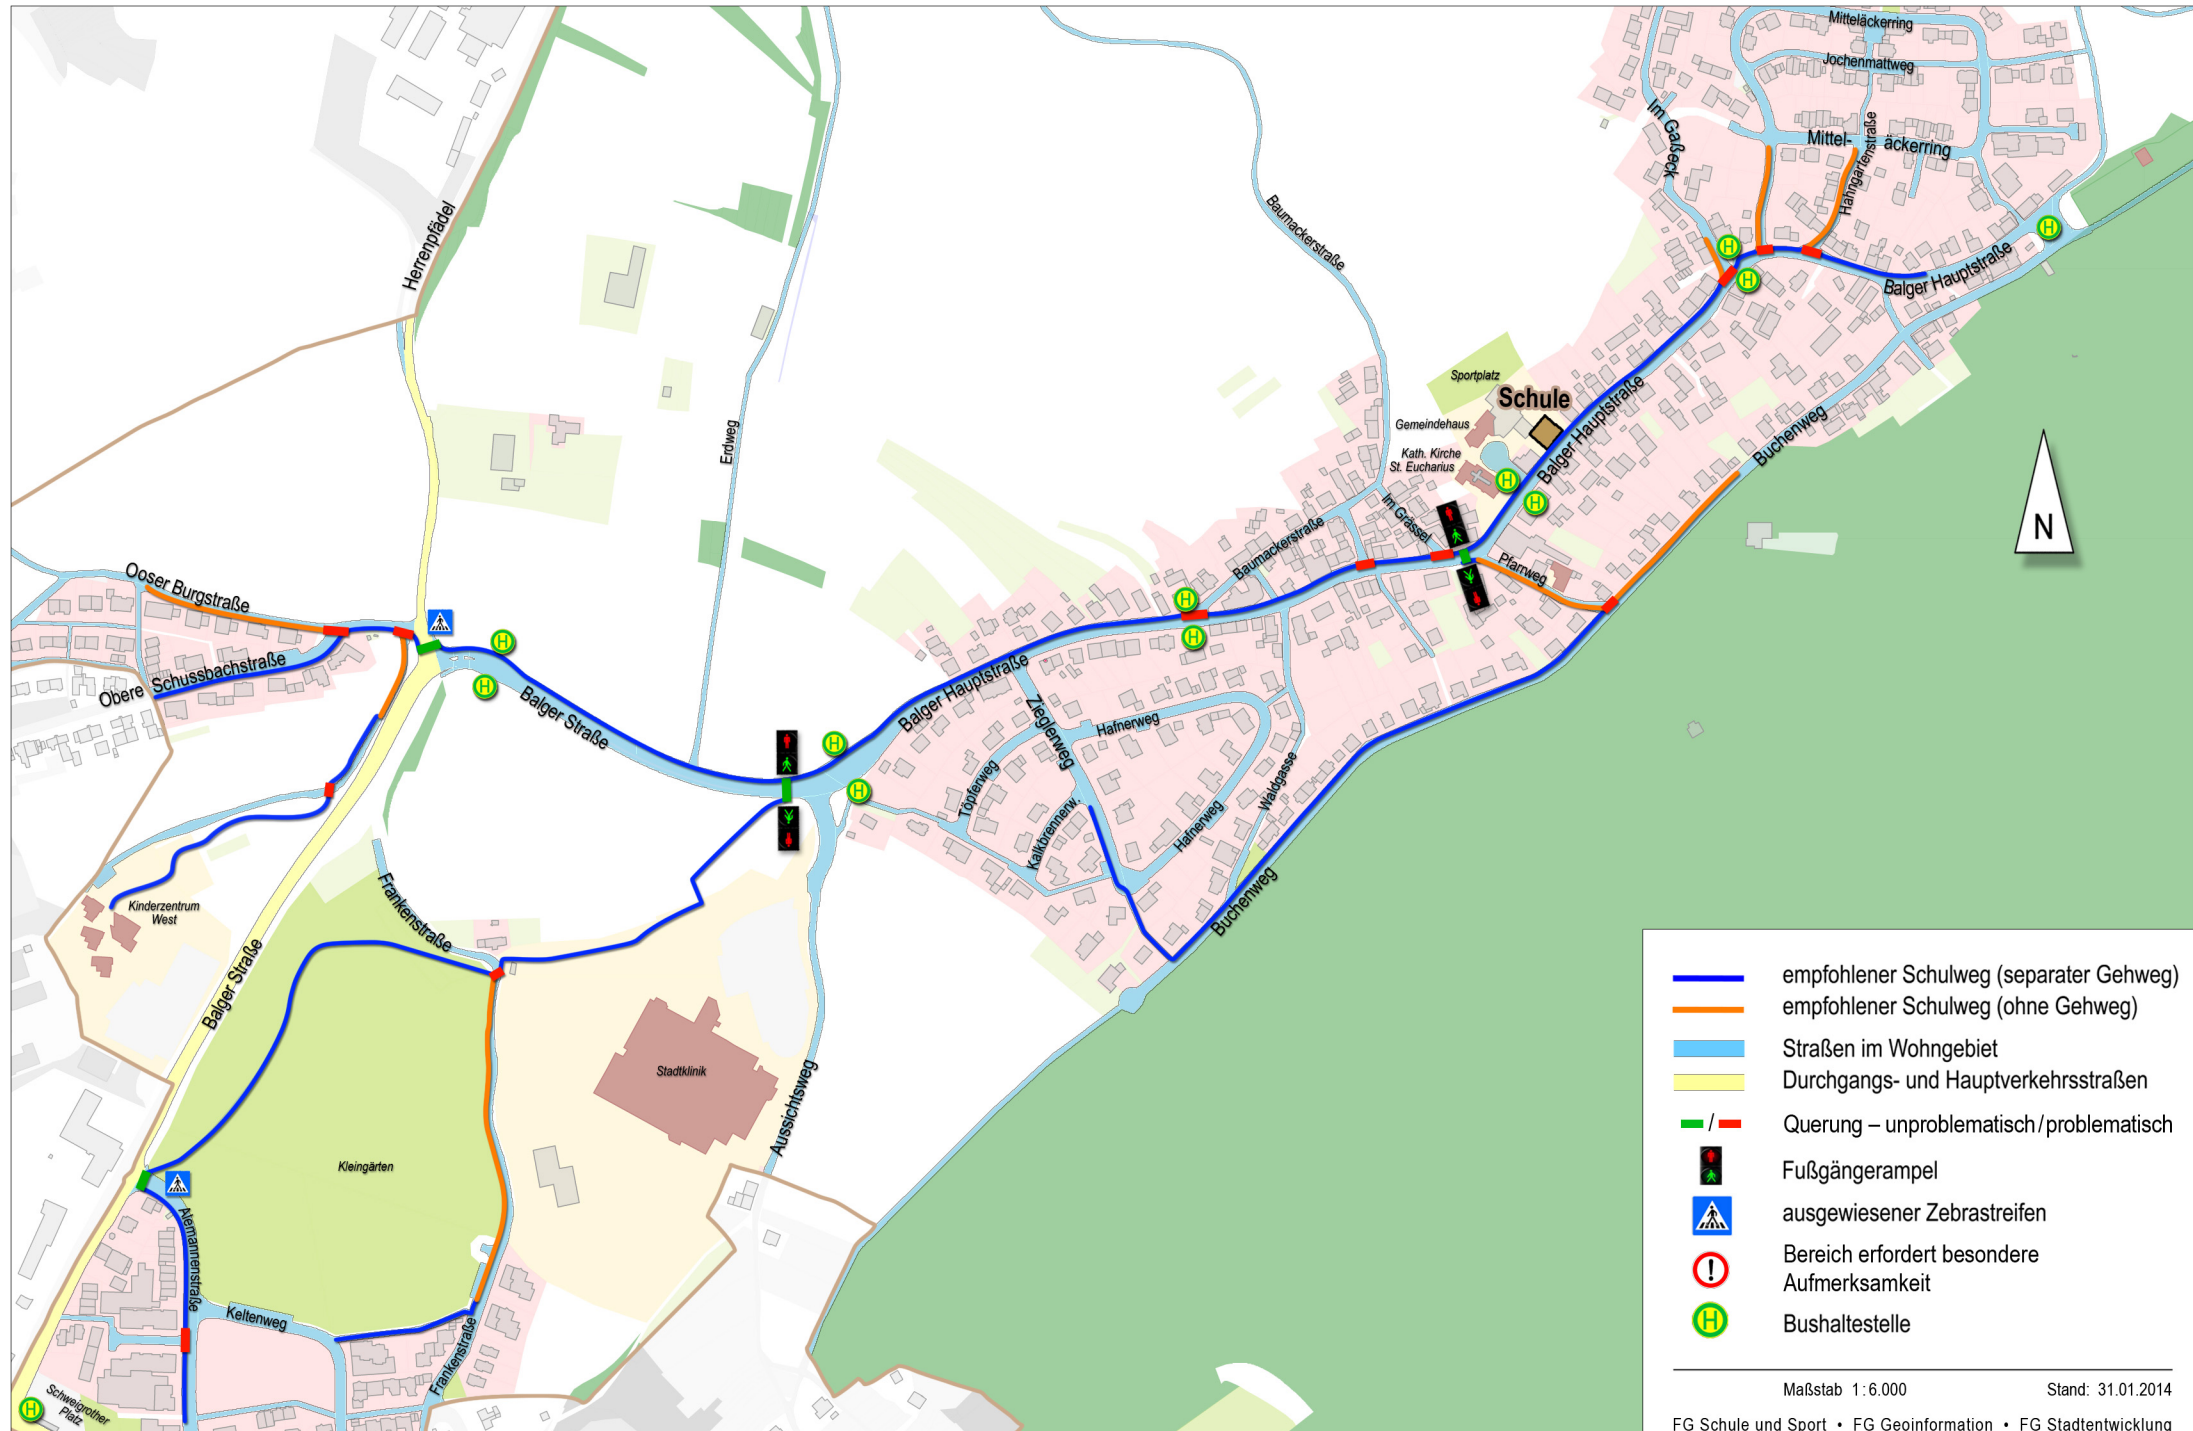 Mitteläckerring
Jochenmattweg
Im Gaßeck
Mittel-
äckerring
Hahngartenstraße
Herrenpfädel
Baumackerstraße
Balger Hauptstraße
Sportplatz
Schule
Gemeindehaus
Kath. Kirche
St. Eucharius
Balger Hauptstraße
Buchenweg
Erdweg
Im Grässel
Baumackerstraße
Pfarrweg
N
Ooser Burgstraße
Obere Schussbachstraße
Balger Straße
Balger Hauptstraße
Zieglerweg
Hafnerweg
Töpferweg
Kalkbrennerw.
Hafnerweg
Waldgasse
Buchenweg
Kinderzentrum
West
Frankenstraße
Balger Straße
Stadtklinik
Aussichtsweg
Kleingärten
Alemannenstraße
Keltenweg
Frankenstraße
Schweigrother
Platz
H
H
H
H
H
H
H
H
H
H
H
H
H
empfohlener Schulweg (separater Gehweg)
empfohlener Schulweg (ohne Gehweg)
Straßen im Wohngebiet
Durchgangs- und Hauptverkehrsstraßen
/ Querung – unproblematisch/problematisch
Fußgängerampel
ausgewiesener Zebrastreifen
! Bereich erfordert besondere
Aufmerksamkeit
H Bushaltestelle
Maßstab 1:6.000 Stand: 31.01.2014
FG Schule und Sport • FG Geoinformation • FG Stadtentwicklung